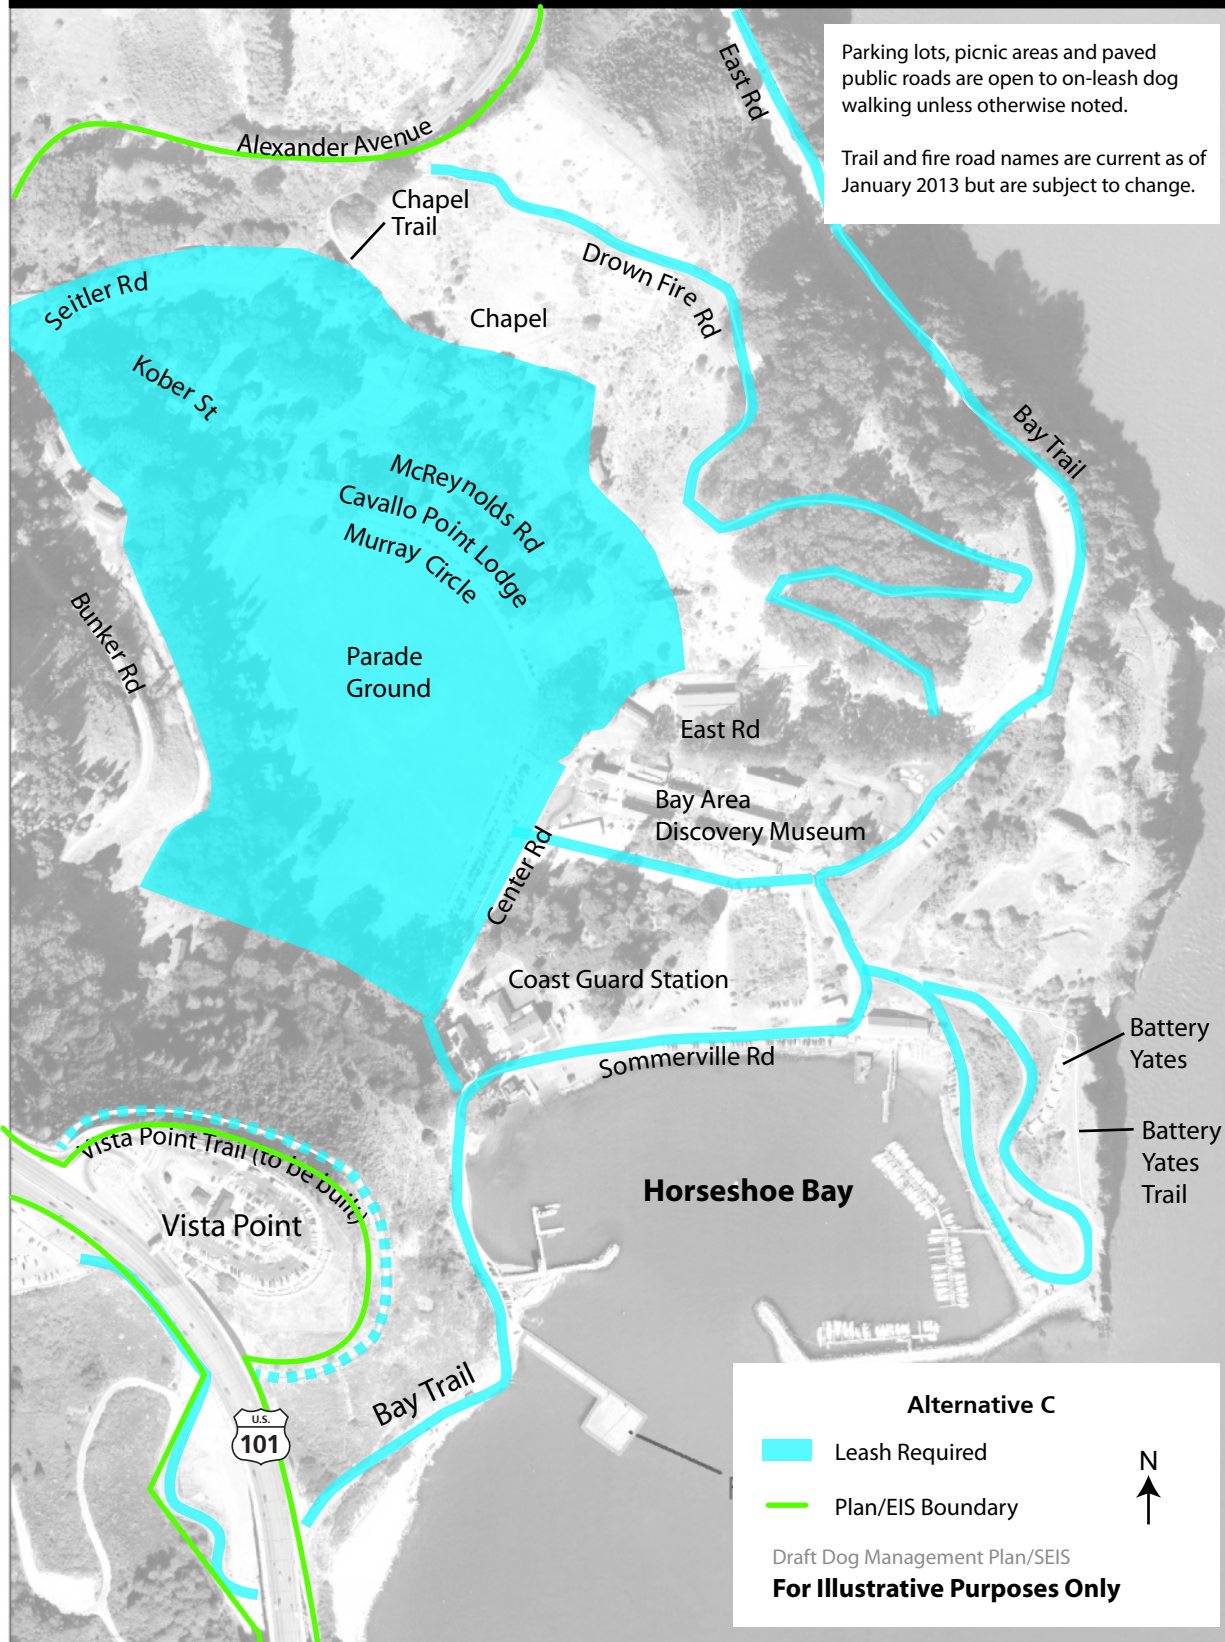 Parking lots, picnic areas and paved
public roads are open to on-leash dog
walking unless otherwise noted.
Trail and fire road names are current as of
January 2013 but are subject to change.
East Rd
Alexander Avenue
Chapel
Trail
Drown Fire Rd
Seitler Rd
Chapel
Kober St
Bay Trail
McReynolds Rd
Cavallo Point Lodge
Murray Circle
Bunker Rd
Parade
Ground
East Rd
Bay Area
Discovery Museum
Center Rd
Coast Guard Station
Sommerville Rd
Battery
Yates
Battery
Yates
Trail
Vista Point Trail (to be built)
Horseshoe Bay
Vista Point
Bay Trail
U.S.
101
Alternative C
Leash Required
N
Plan/EIS Boundary
Draft Dog Management Plan/SEIS
For Illustrative Purposes Only